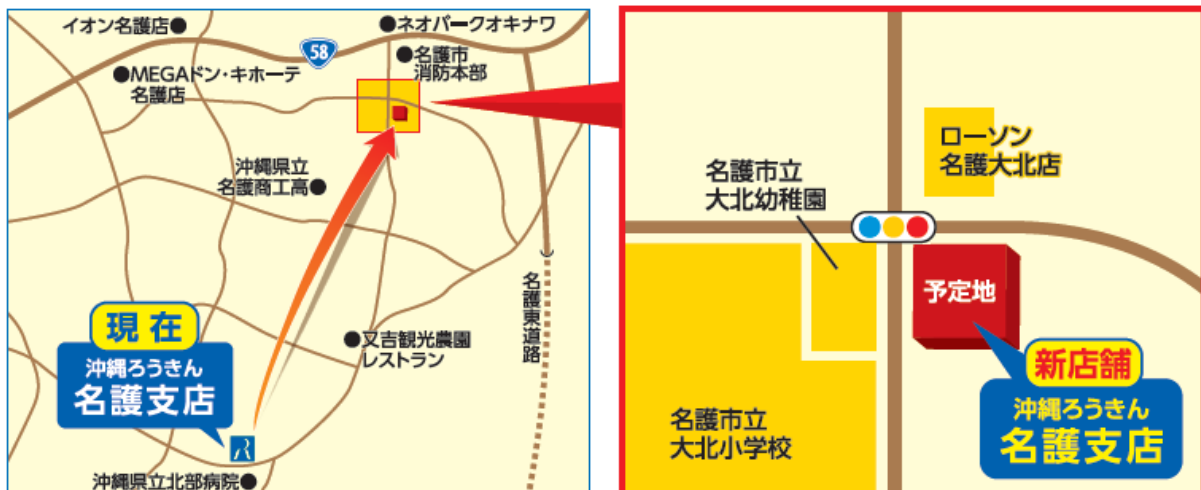 イオン名護店●
●ネオパークオキナワ
58
●名護市
消防本部
●MEGAドン・キホーテ
名護店
沖縄県立
名護商工高●
名護東道路
●又吉観光農園
レストラン
現在
沖縄ろうきん
名護支店
沖縄県立北部病院●
ローソン
名護大北店
名護市立
大北幼稚園
予定地
新店舗
沖縄ろうきん
名護支店
名護市立
大北小学校